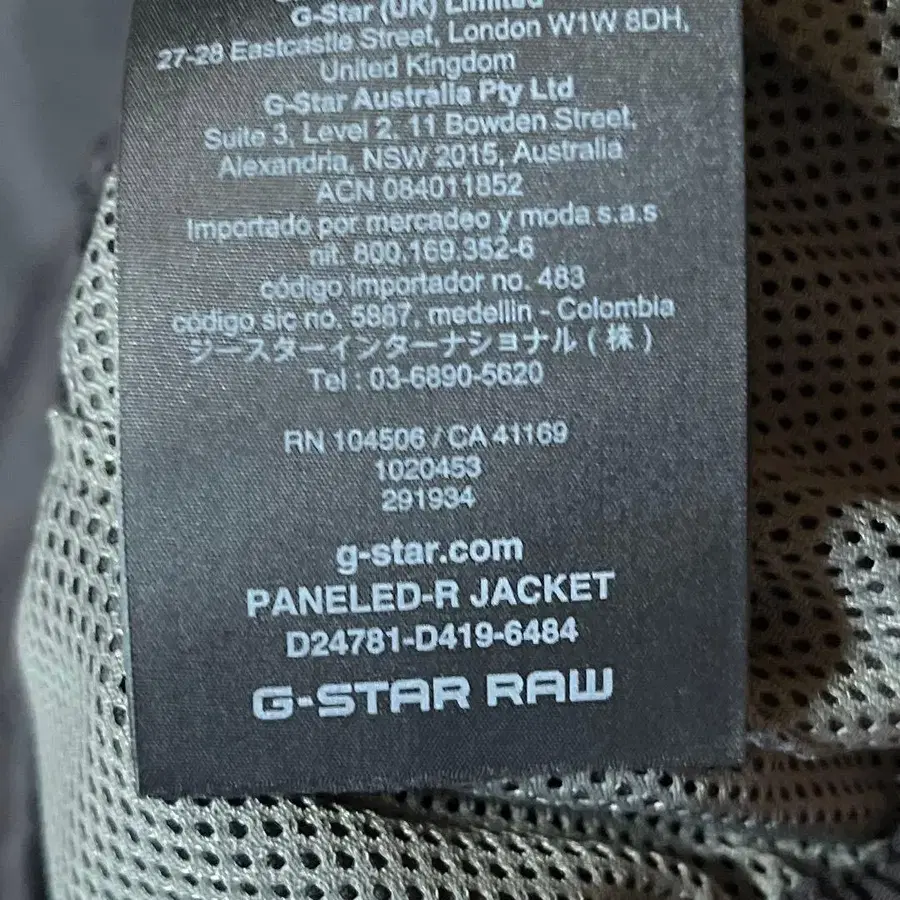 G-Star (UK) Limited
27-28 Eastcastle Street, London W1W 8DH,
United Kingdom
G-Star Australia Pty Ltd
Suite 3, Level 2, 11 Bowden Street,
Alexandria, NSW 2015, Australia
ACN 084011852
Importado por mercadeo y moda s.a.s
nit. 800.169.352-6
código importador no. 483
código sic no. 5887, medellin - Colombia
ジースターインターナショナル(株)
Tel : 03-6890-5620
RN 104506 / CA 41169
1020453
291934
g-star.com
PANELED-R JACKET
D24781-D419-6484
G-STAR RAW